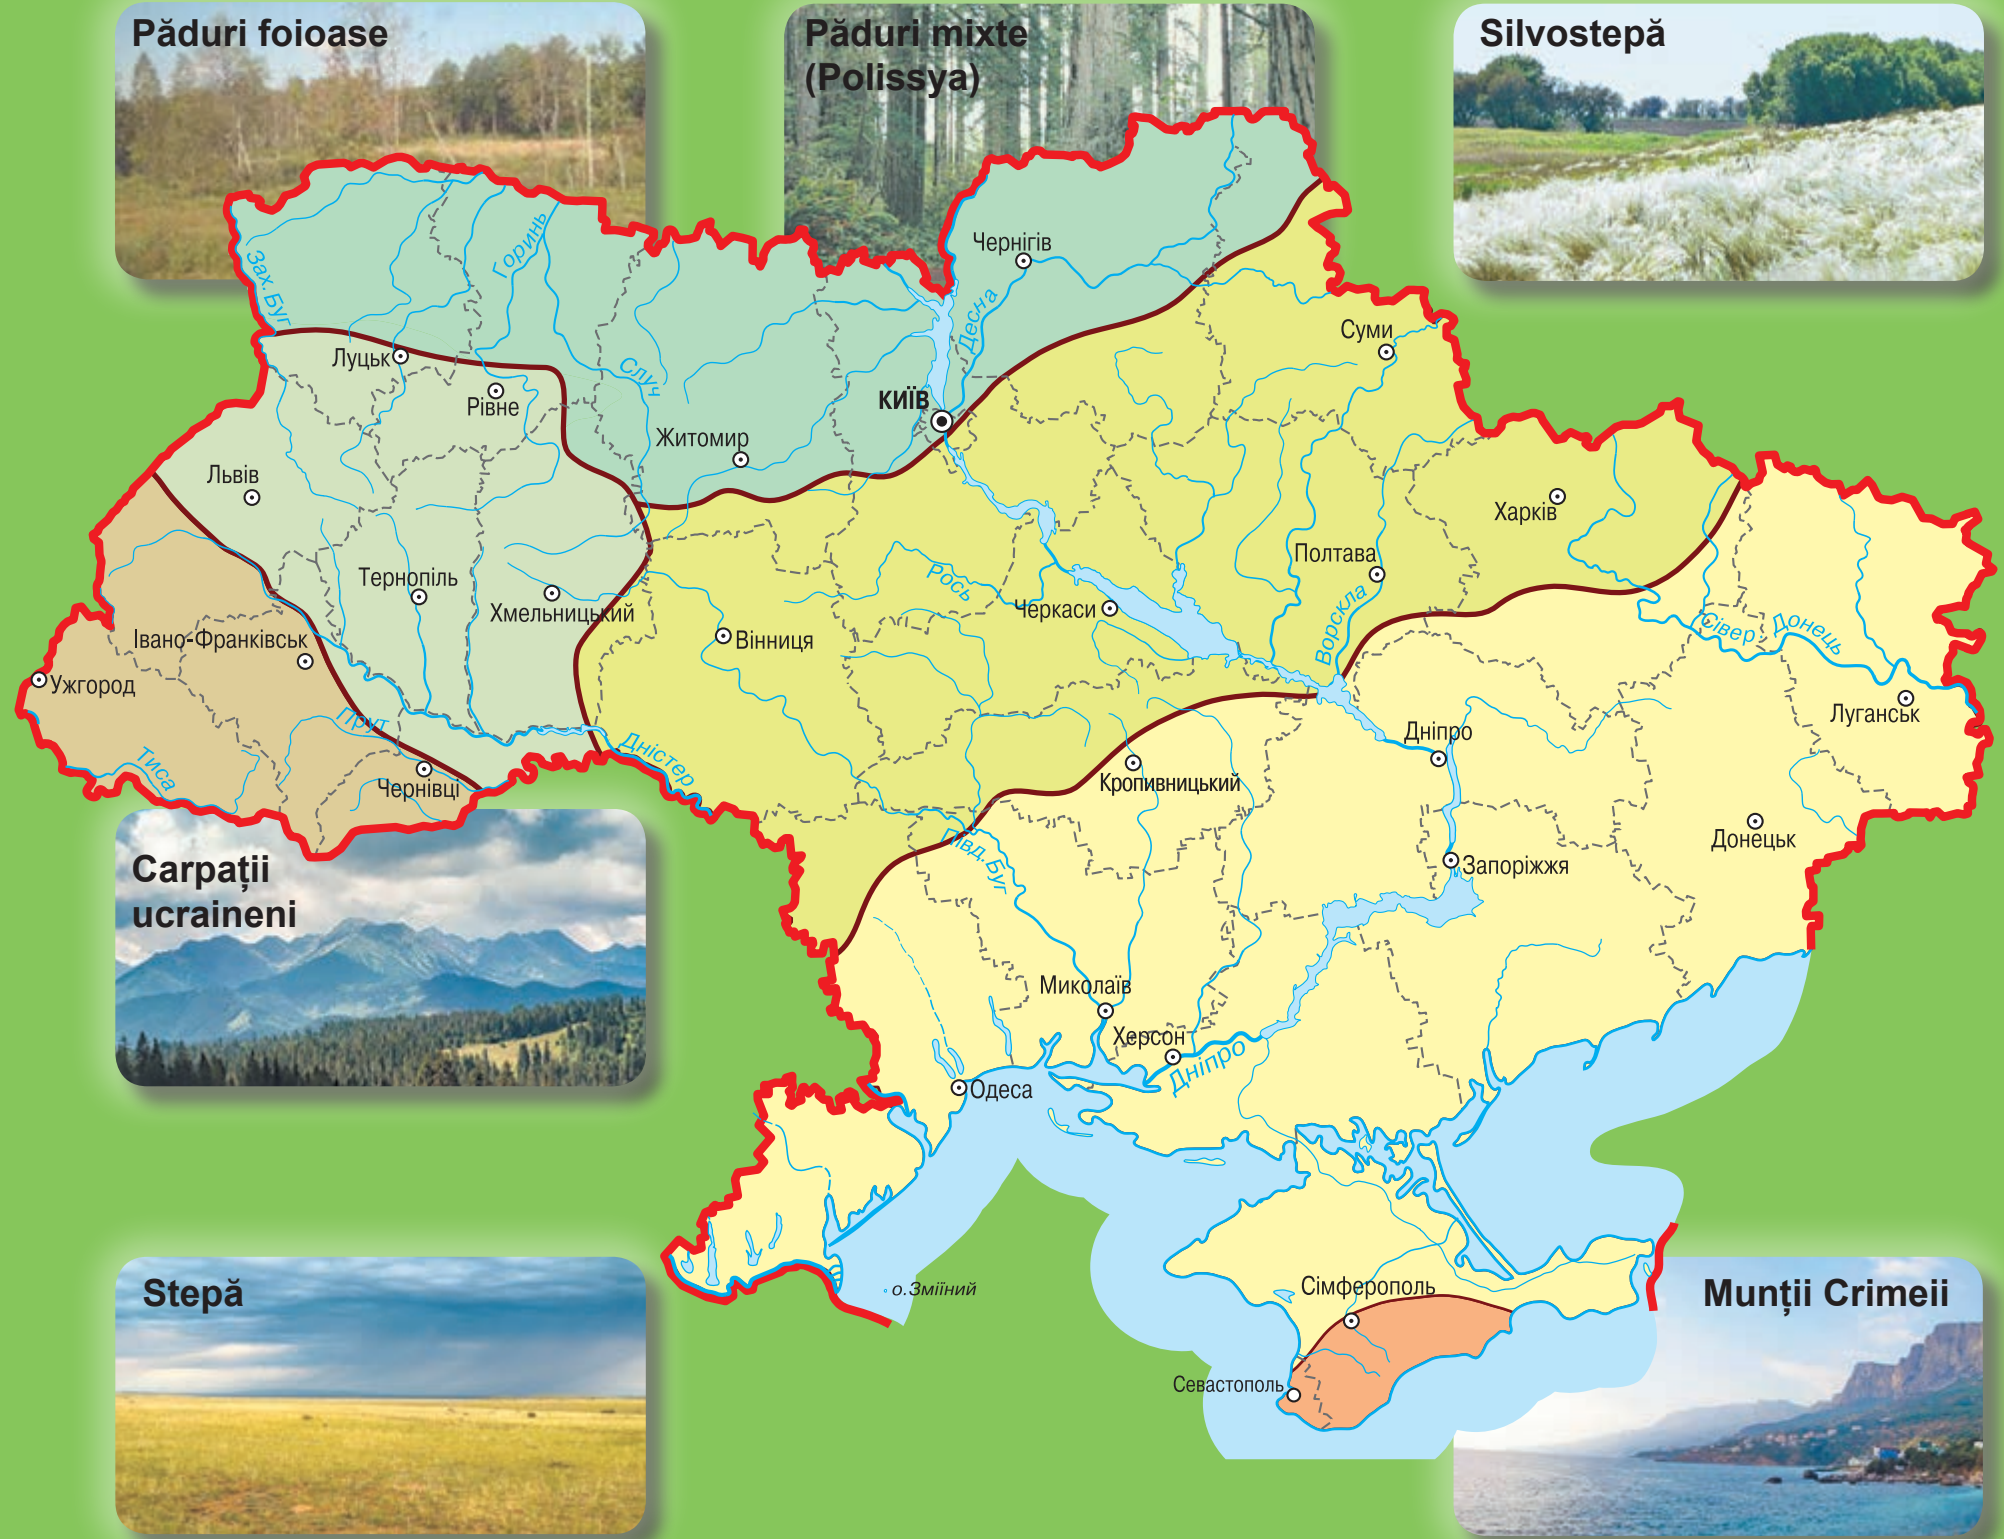 Păduri foioase
Păduri mixte
(Polissya)
Silvostepă
Чернігів
Горинь
Зах. Буг
Десна
Суми
Луцьк
Случ
Рівне
КИЇВ
Житомир
Львів
Харків
Полтава
Тернопіль
Рось
Хмельницький
Черкаси
Ворскла
Сівер. Донець
Вінниця
Івано-Франківськ
Ужгород
Луганськ
Прут
Дністер
Дніпро
Тиса
Чернівці
Кропивницький
Донецьк
Запоріжжя
Півд. Буг
Carpații
ucraineni
Миколаїв
Херсон
Дніпро
Одеса
Stepă
о.Зміїний
Сімферополь
Munții Crimeii
Севастополь